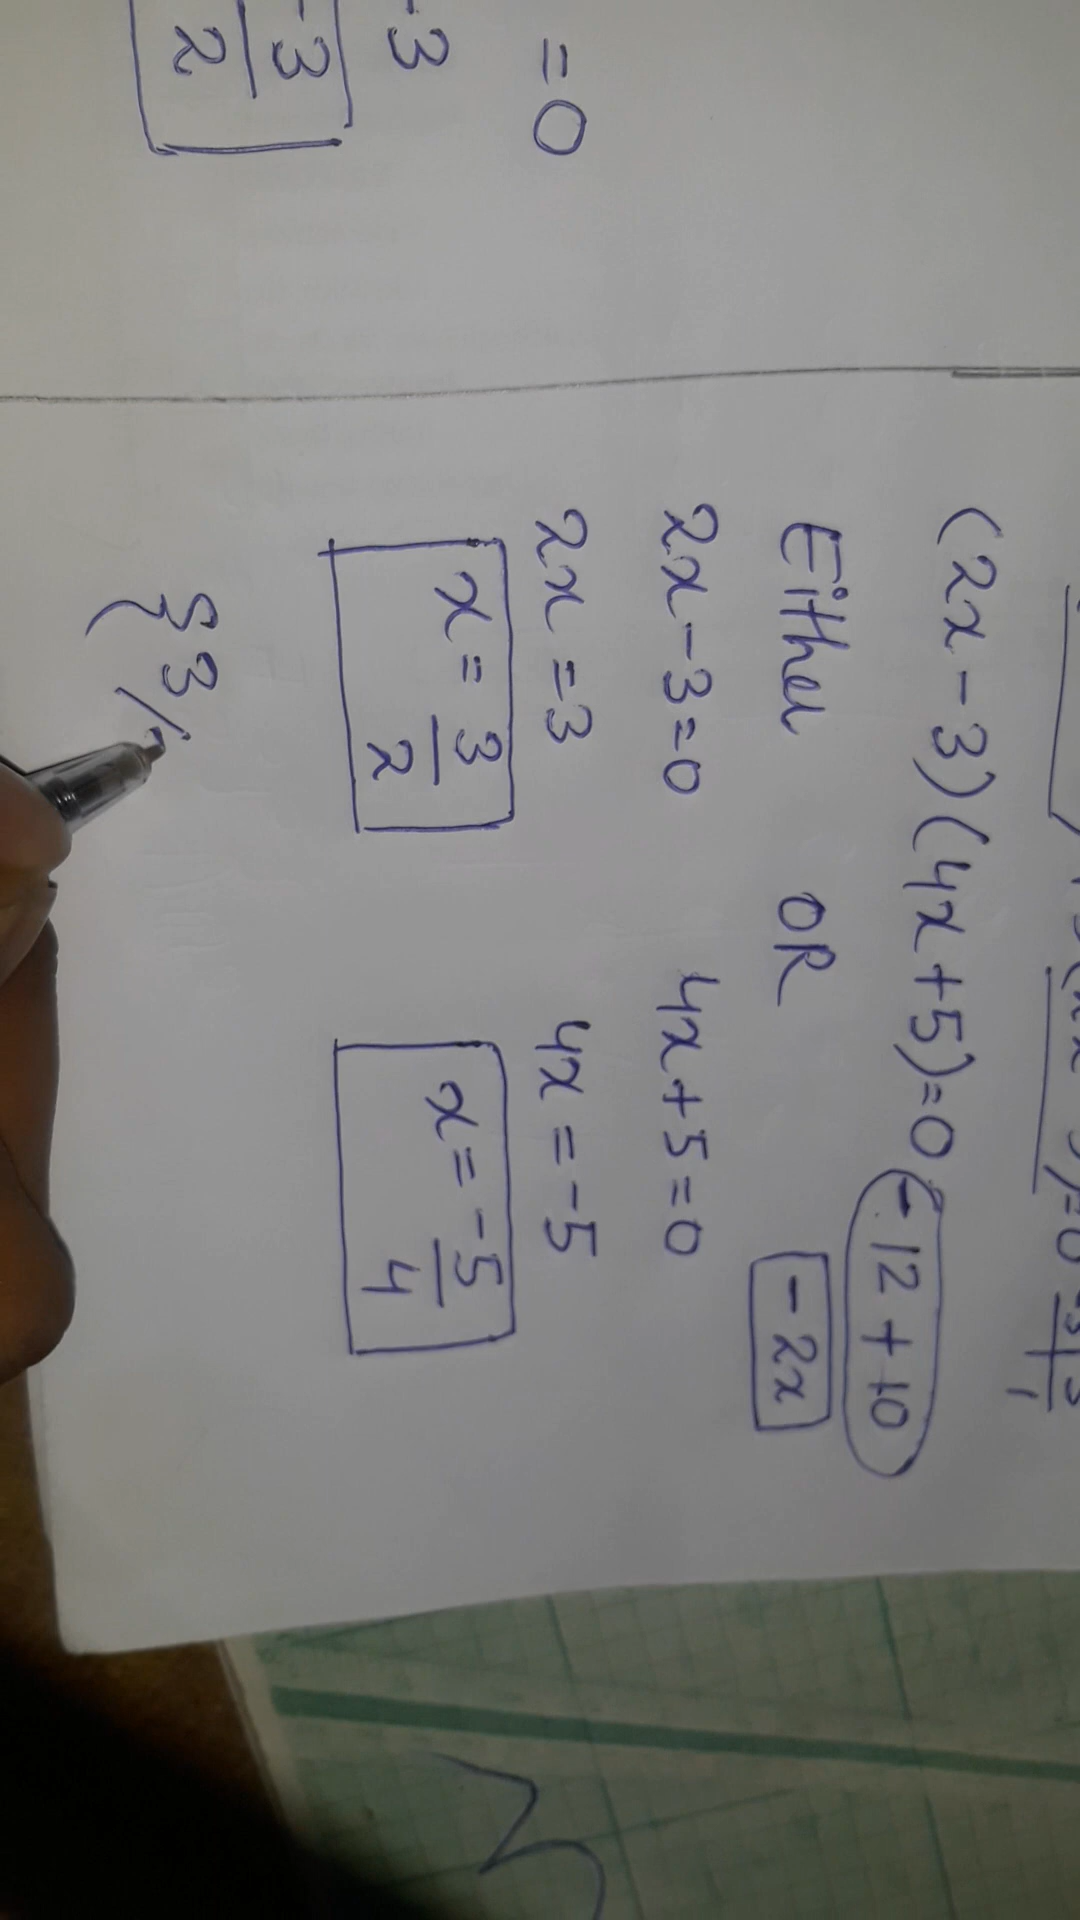 =0
-3
-3
2
(2x-3)(4x+5)=0
-12+10
Either OR
-2x
2x-3=0 4x+5=0
2x=3 4x=-5
x=3/2 x=-5/4
{3/